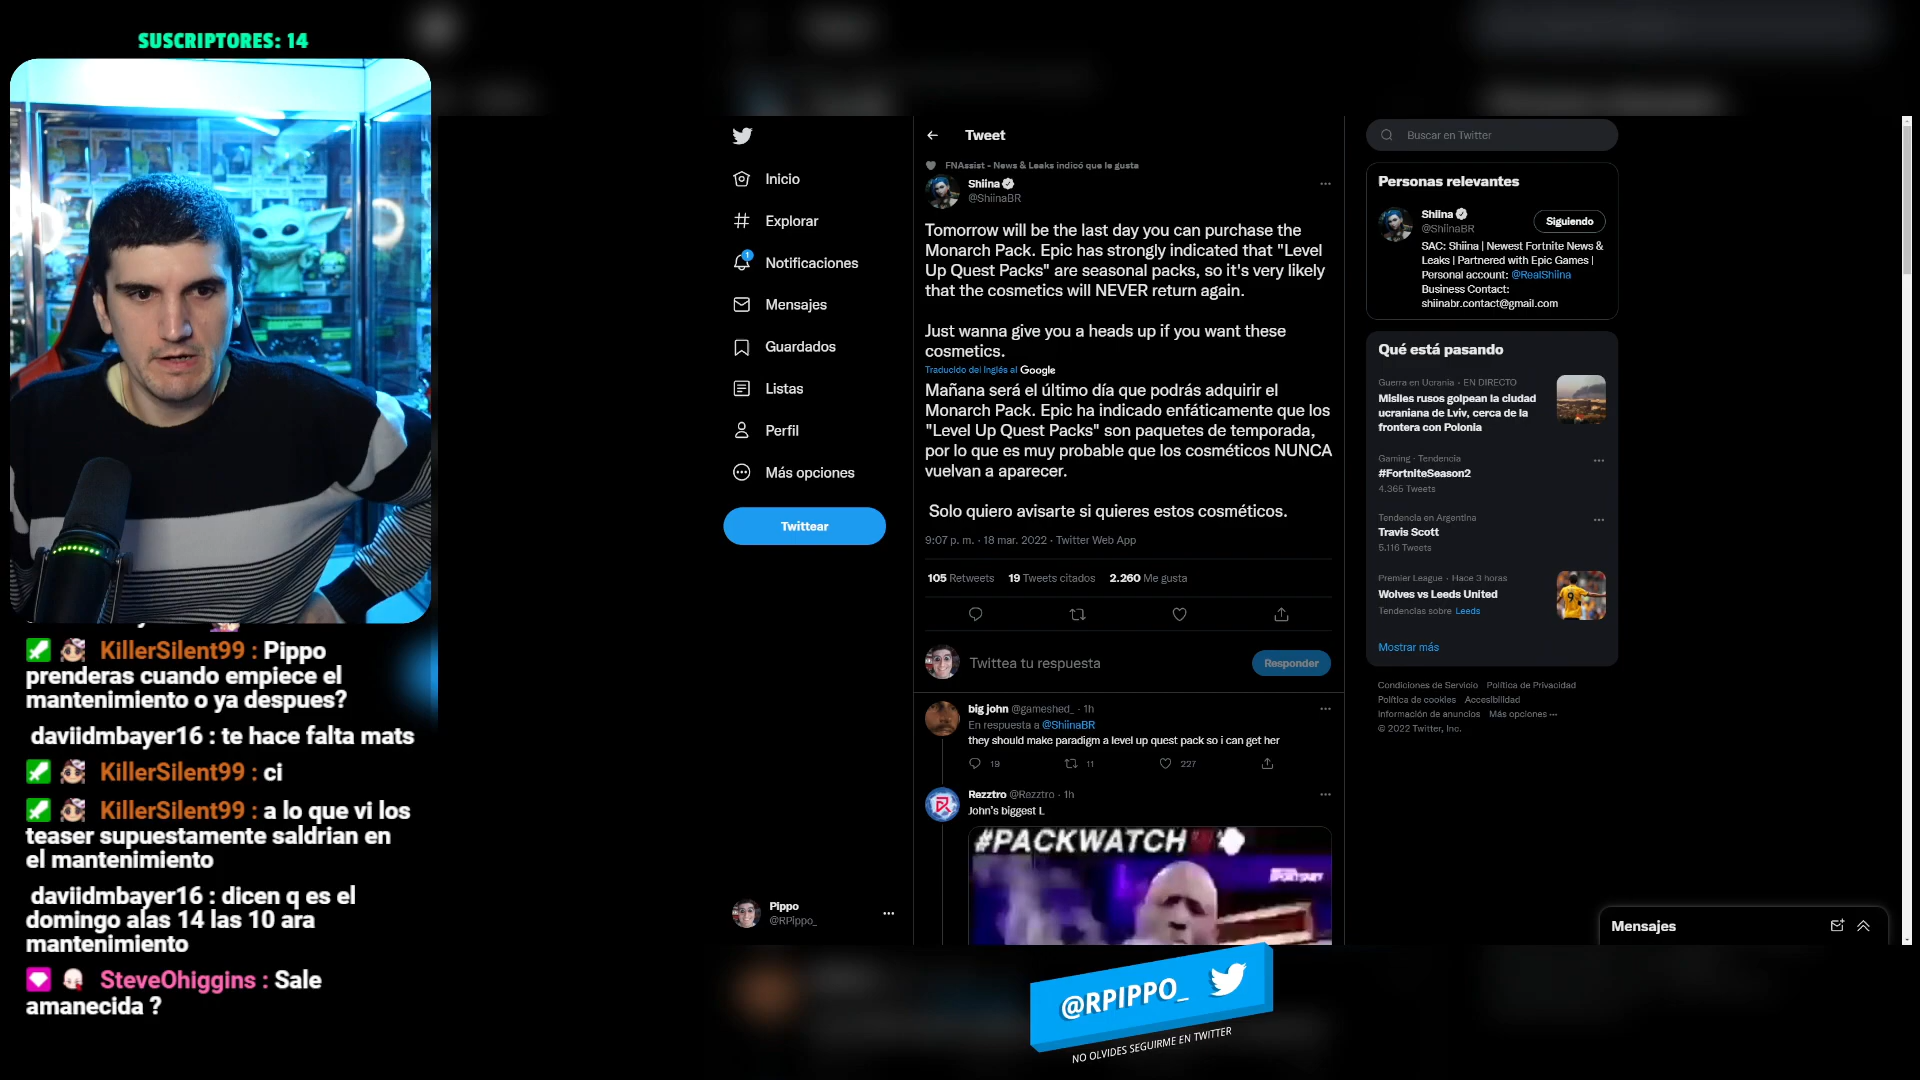 SUSCRIPTORES: 14
KillerSilent99 : Pippo
prenderas cuando empiece el
mantenimiento o ya despues?
daviidmbayer16 : te hace falta mats
KillerSilent99 : ci
KillerSilent99 : a lo que vi los
teaser supuestamente saldrian en
el mantenimiento
daviidmbayer16 : dicen q es el
domingo alas 14 las 10 ara
mantenimiento
SteveOhiggins : Sale
amanecida ?
Inicio
Explorar
1
Notificaciones
Mensajes
Guardados
Listas
Perfil
Más opciones
Twittear
Pippo
@RPippo_
Tweet
FNAssist - News & Leaks indicó que le gusta
Shiina
@ShiinaBR
Tomorrow will be the last day you can purchase the
Monarch Pack. Epic has strongly indicated that "Level
Up Quest Packs" are seasonal packs, so it's very likely
that the cosmetics will NEVER return again.
Just wanna give you a heads up if you want these
cosmetics.
Traducido del Inglés al Google
Mañana será el último día que podrás adquirir el
Monarch Pack. Epic ha indicado enfáticamente que los
"Level Up Quest Packs" son paquetes de temporada,
por lo que es muy probable que los cosméticos NUNCA
vuelvan a aparecer.
Solo quiero avisarte si quieres estos cosméticos.
9:07 p. m. · 18 mar. 2022 · Twitter Web App
105 Retweets 19 Tweets citados 2.260 Me gusta
Twittea tu respuesta
Responder
big john @gameshed_ · 1h
En respuesta a @ShiinaBR
they should make paradigm a level up quest pack so i can get her
19 11 227
Rezztro @Rezztro · 1h
John's biggest L
#PACKWATCH
@RPIPPO_
NO OLVIDES SEGUIRME EN TWITTER
Buscar en Twitter
Personas relevantes
Shiina
@ShiinaBR
Siguiendo
SAC: Shiina | Newest Fortnite News &
Leaks | Partnered with Epic Games |
Personal account: @RealShiina
Business Contact:
shiinabr.contact@gmail.com
Qué está pasando
Guerra en Ucrania · EN DIRECTO
Misiles rusos golpean la ciudad
ucraniana de Lviv, cerca de la
frontera con Polonia
Gaming · Tendencia
#FortniteSeason2
4.365 Tweets
Tendencia en Argentina
Travis Scott
5.116 Tweets
Premier League · Hace 3 horas
Wolves vs Leeds United
Tendencias sobre Leeds
Mostrar más
Condiciones de Servicio Política de Privacidad
Política de cookies Accesibilidad
Información de anuncios Más opciones ···
© 2022 Twitter, Inc.
Mensajes